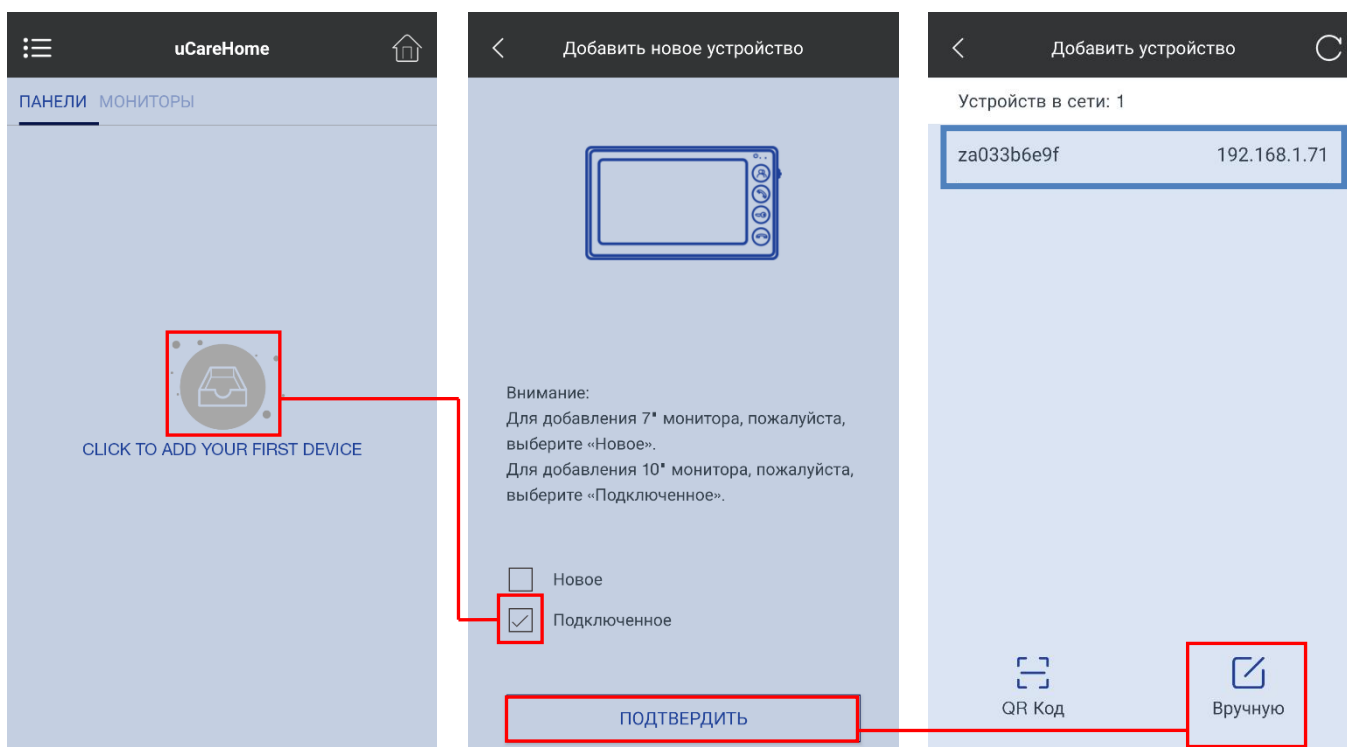 uCareHome
ПАНЕЛИ МОНИТОРЫ
CLICK TO ADD YOUR FIRST DEVICE
Добавить новое устройство
Внимание:
Для добавления 7" монитора, пожалуйста,
выберите «Новое».
Для добавления 10" монитора, пожалуйста,
выберите «Подключенное».
Новое
Подключенное
ПОДТВЕРДИТЬ
Добавить устройство
Устройств в сети: 1
za033b6e9f 192.168.1.71
QR Код
Вручную